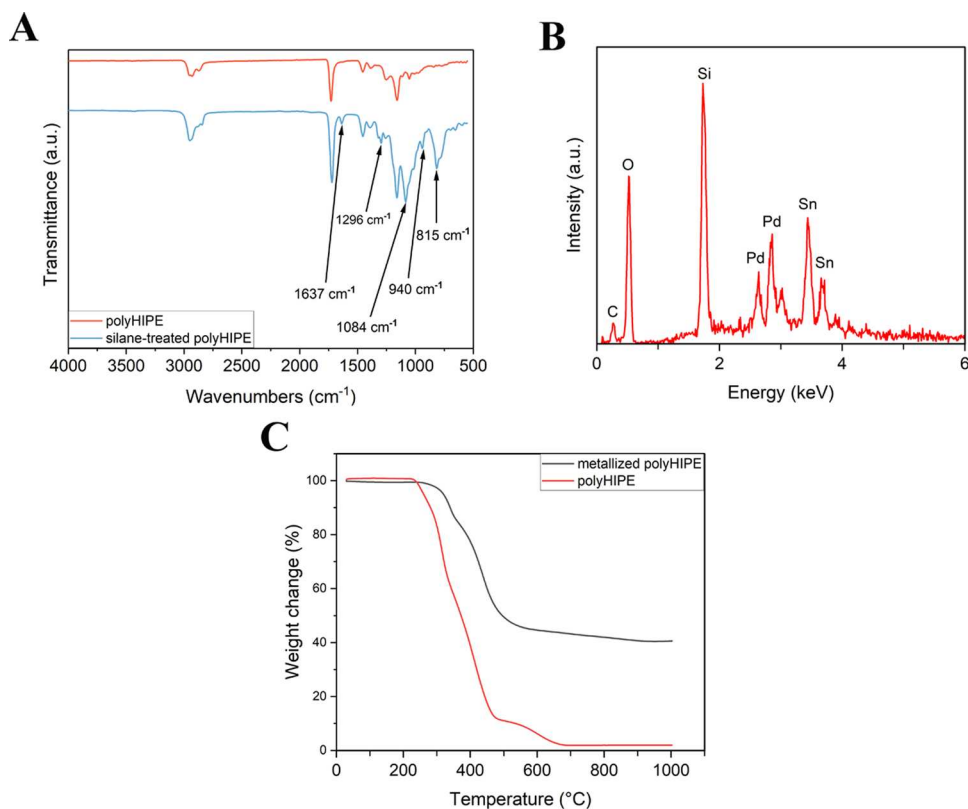 A
Transmittance (a.u.)
1637 cm⁻¹
1296 cm⁻¹
1084 cm⁻¹
940 cm⁻¹
815 cm⁻¹
polyHIPE
silane-treated polyHIPE
4000 3500 3000 2500 2000 1500 1000 500
Wavenumbers (cm⁻¹)
B
Intensity (a.u.)
C
O
Si
Pd
Pd
Sn
Sn
0 2 4 6
Energy (keV)
C
metallized polyHIPE
polyHIPE
Weight change (%)
100
80
60
40
20
0
0 200 400 600 800 1000
Temperature (°C)